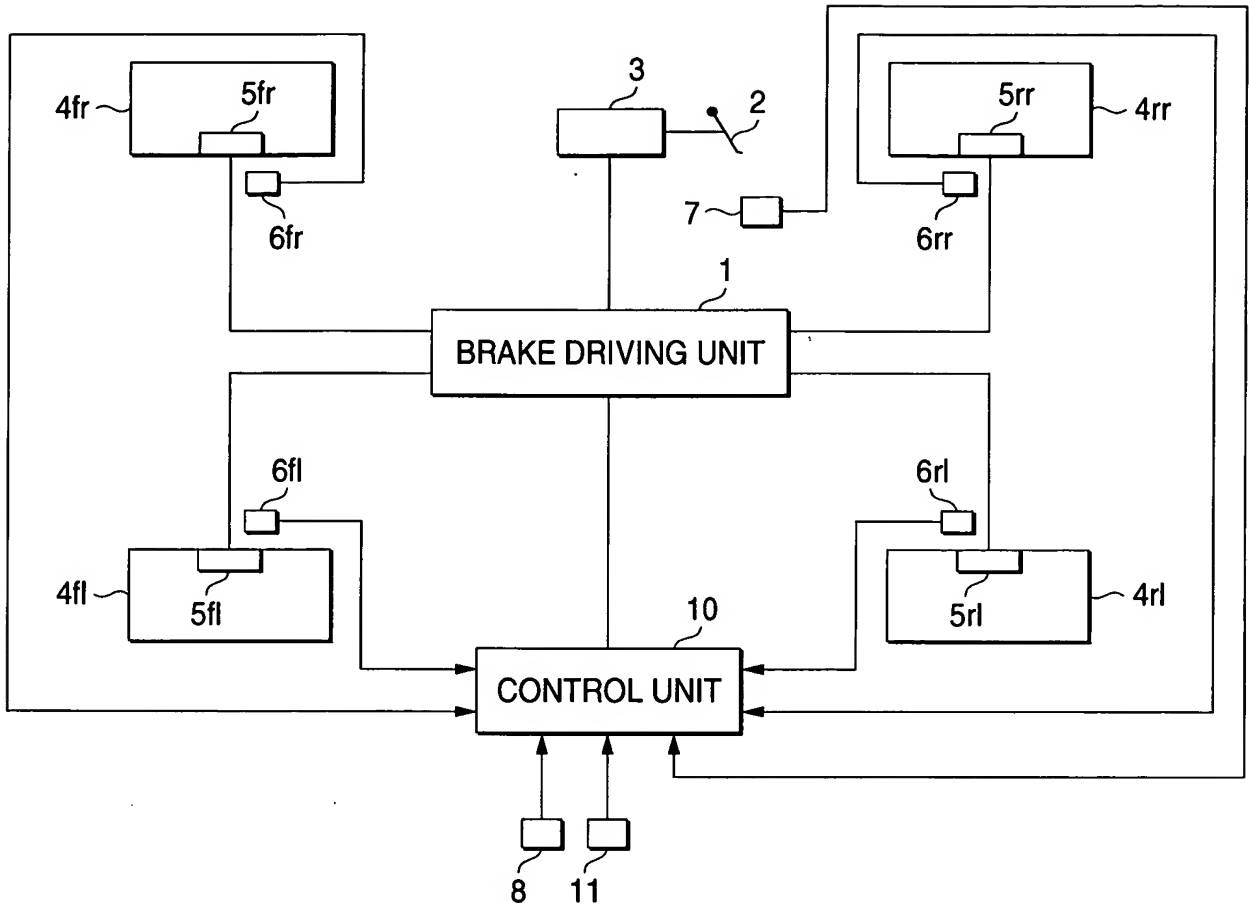 3
5fr
5rr
4fr
2
4rr
7
6fr
6rr
1
BRAKE DRIVING UNIT
6fl
6rl
4fl
5fl
10
5rl
4rl
CONTROL UNIT
8
11